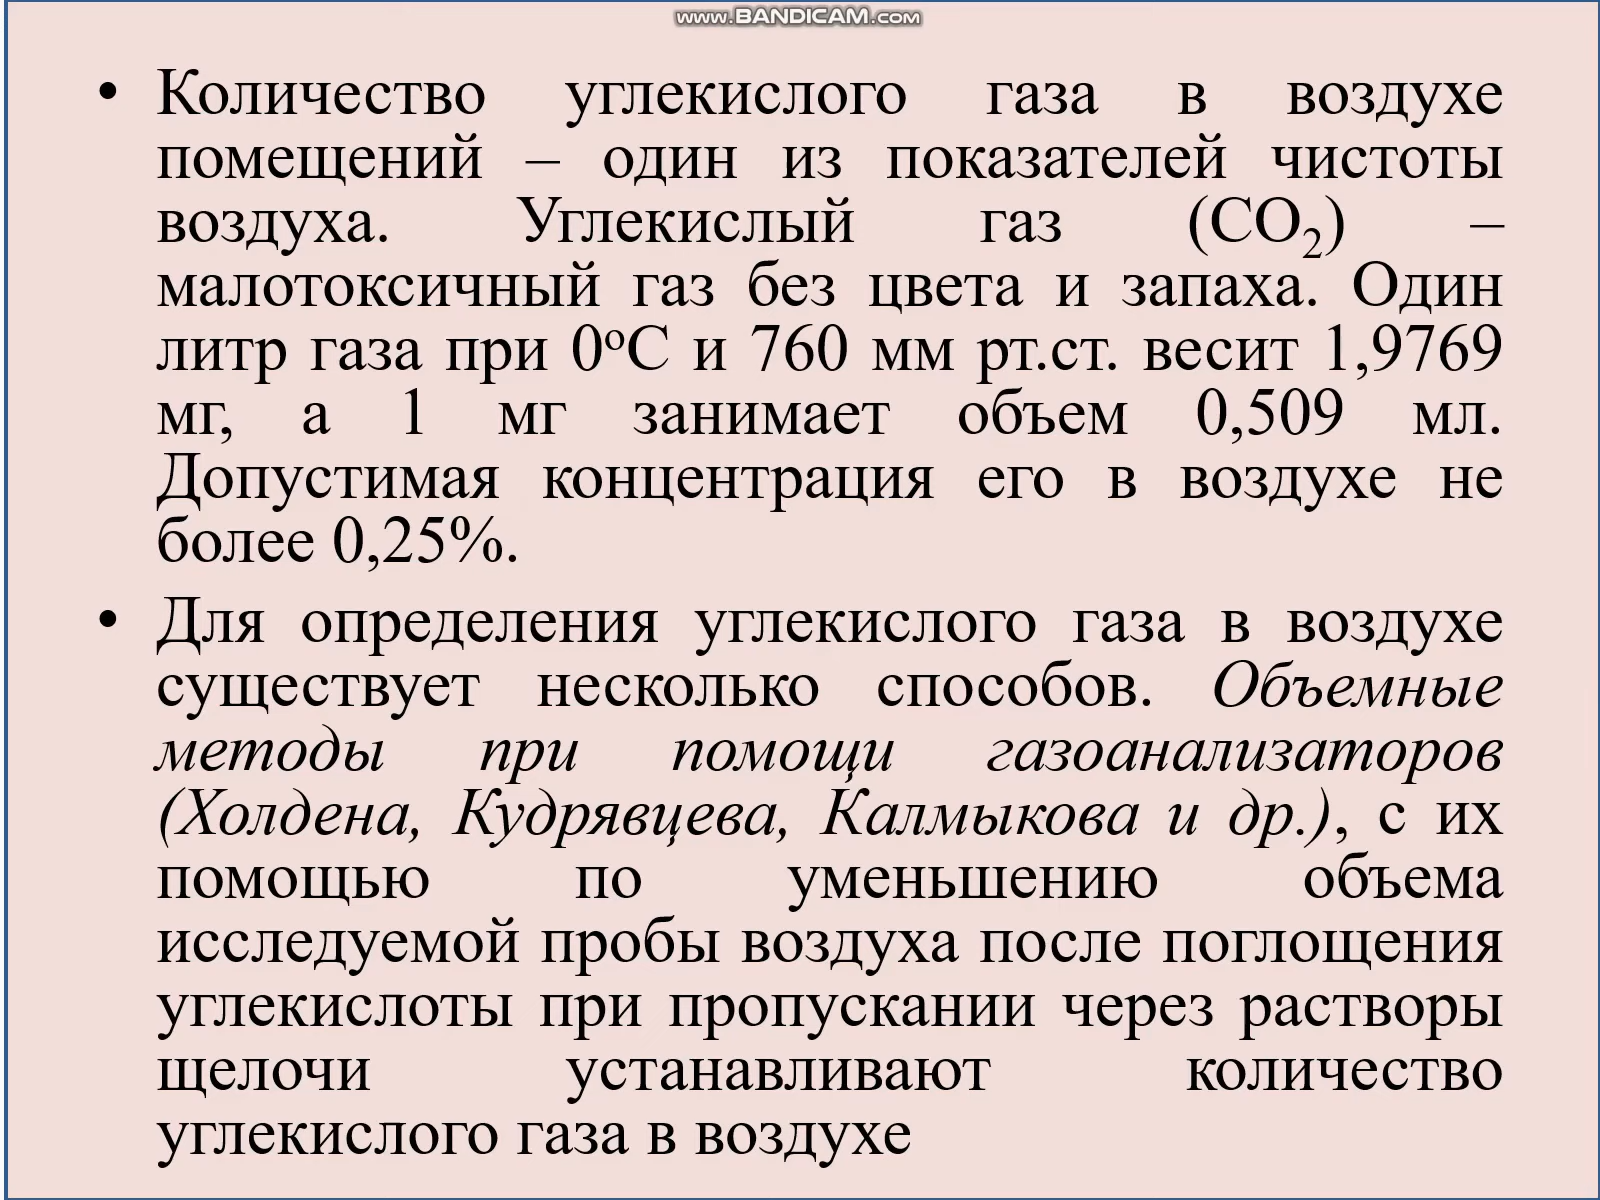 www.BANDICAM.com
• Количество углекислого газа в воздухе
помещений – один из показателей чистоты
воздуха. Углекислый газ (СО₂) –
малотоксичный газ без цвета и запаха. Один
литр газа при 0ᵒС и 760 мм рт.ст. весит 1,9769
мг, а 1 мг занимает объем 0,509 мл.
Допустимая концентрация его в воздухе не
более 0,25%.
• Для определения углекислого газа в воздухе
существует несколько способов. Объемные
методы при помощи газоанализаторов
(Холдена, Кудрявцева, Калмыкова и др.), с их
помощью по уменьшению объема
исследуемой пробы воздуха после поглощения
углекислоты при пропускании через растворы
щелочи устанавливают количество
углекислого газа в воздухе